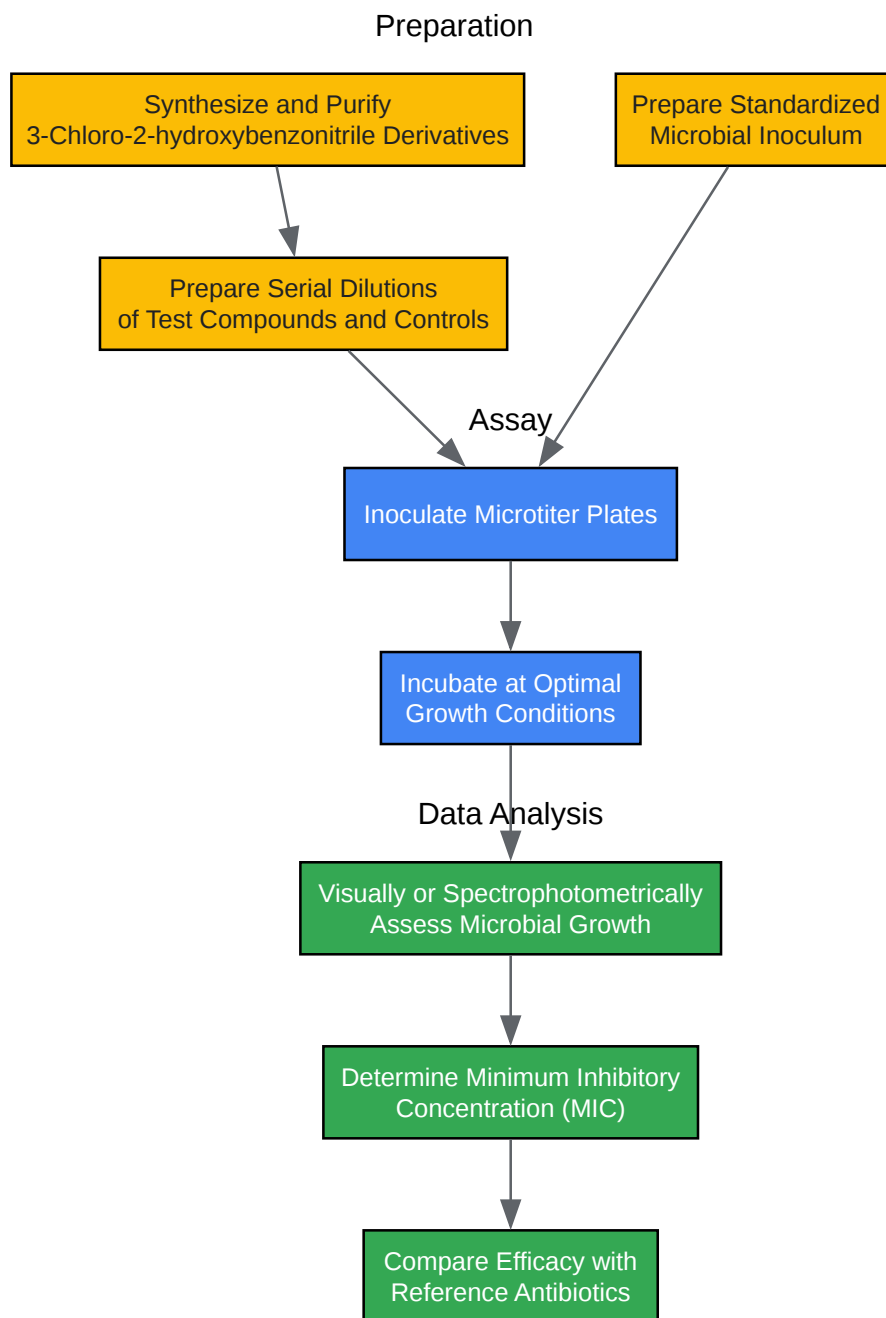 Preparation
Synthesize and Purify
3-Chloro-2-hydroxybenzonitrile Derivatives
Prepare Standardized
Microbial Inoculum
Prepare Serial Dilutions
of Test Compounds and Controls
Assay
Inoculate Microtiter Plates
Incubate at Optimal
Growth Conditions
Data Analysis
Visually or Spectrophotometrically
Assess Microbial Growth
Determine Minimum Inhibitory
Concentration (MIC)
Compare Efficacy with
Reference Antibiotics